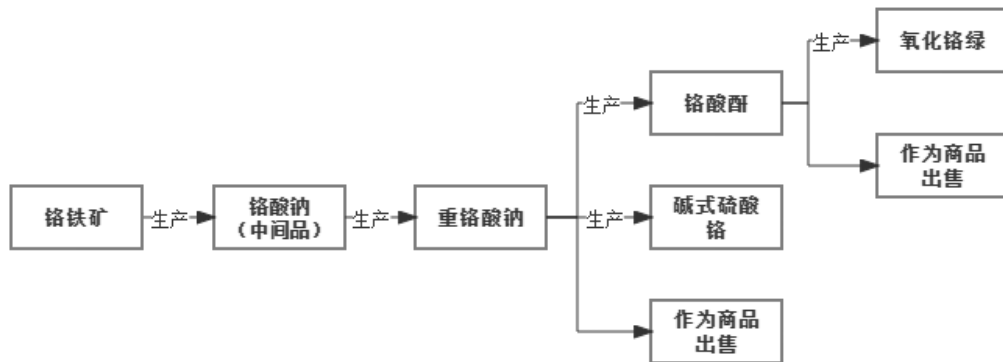 铬铁矿
生产
铬酸钠
（中间品）
生产
重铬酸钠
生产
铬酸酐
生产
氧化铬绿
作为商品
出售
生产
碱式硫酸
铬
作为商品
出售